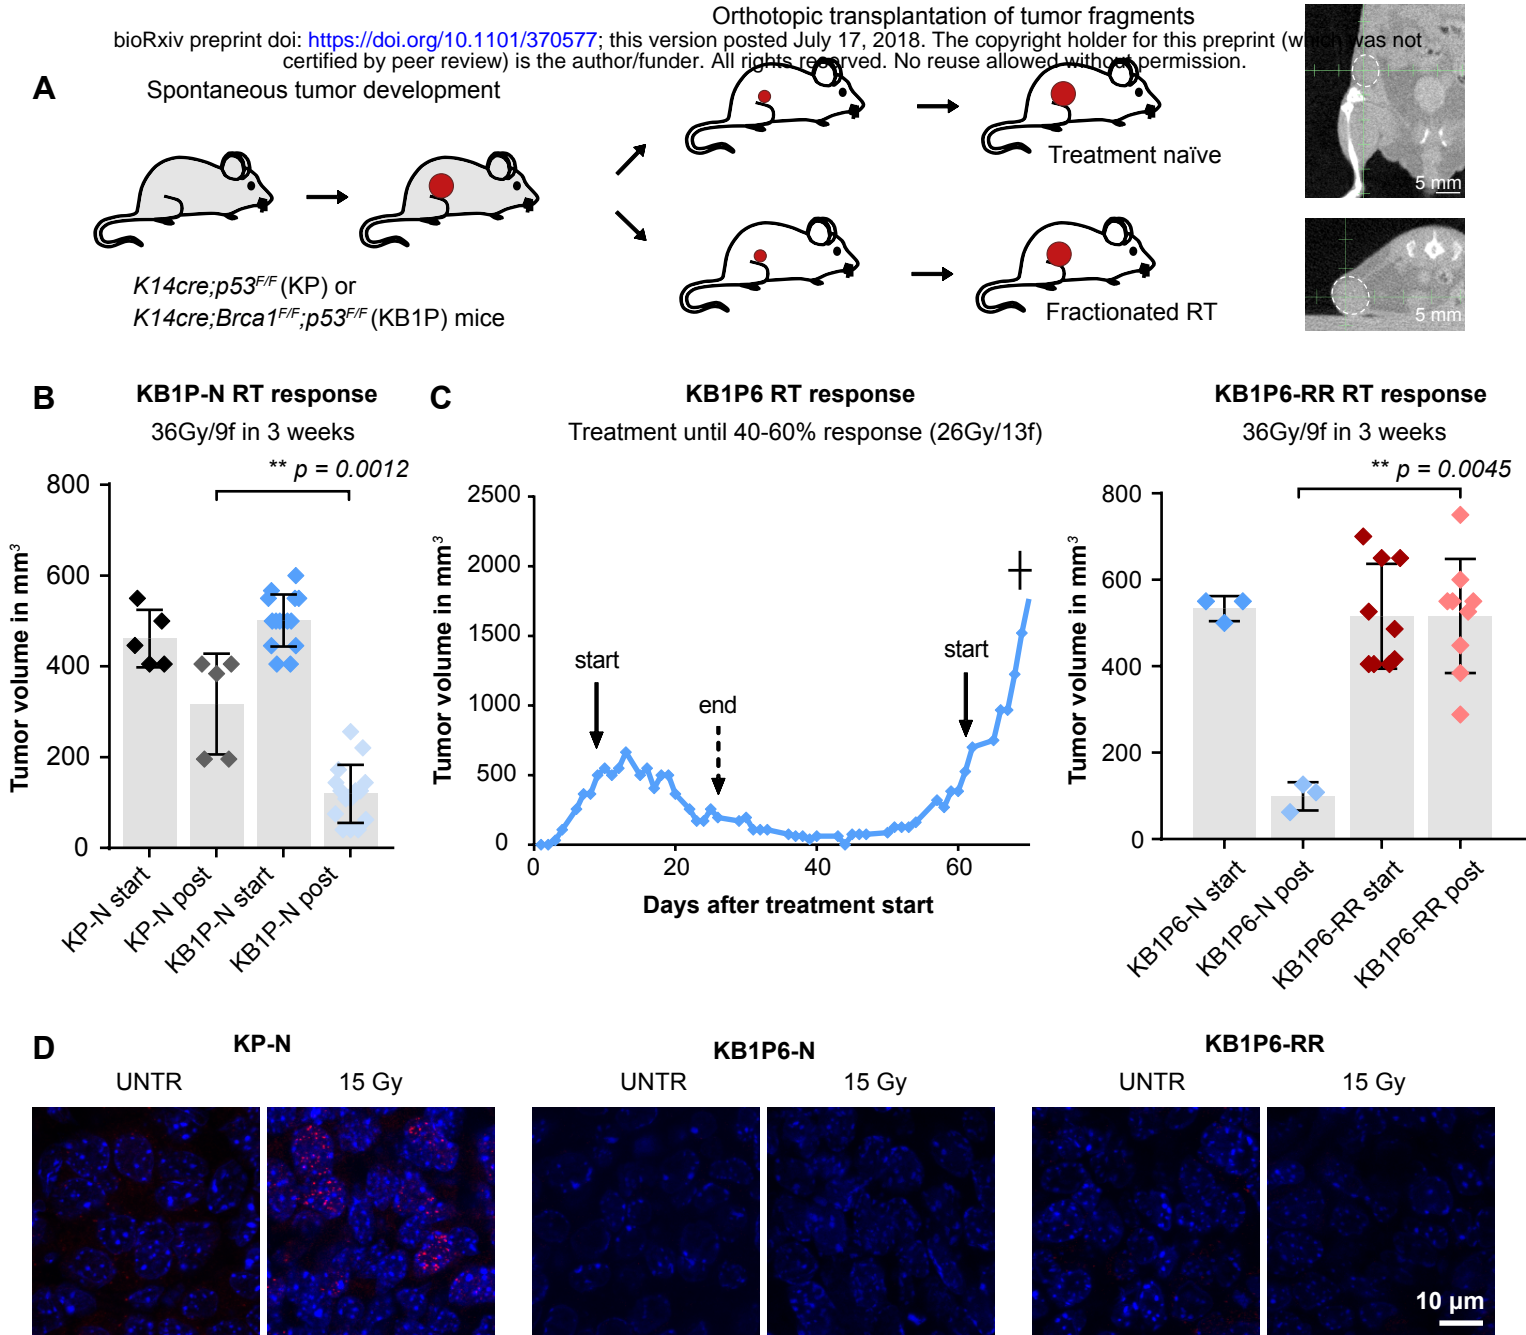 Orthotopic transplantation of tumor fragments
bioRxiv preprint doi: https://doi.org/10.1101/370577; this version posted July 17, 2018. The copyright holder for this preprint (which was not
certified by peer review) is the author/funder. All rights reserved. No reuse allowed without permission.
A
Spontaneous tumor development
Treatment naïve
5 mm
K14cre;p53F/F (KP) or
K14cre;Brca1F/F;p53F/F (KB1P) mice
Fractionated RT
5 mm
B
KB1P-N RT response
36Gy/9f in 3 weeks
** p = 0.0012
Tumor volume in mm³
800
600
400
200
0
KP-N start
KP-N post
KB1P-N start
KB1P-N post
C
KB1P6 RT response
Treatment until 40-60% response (26Gy/13f)
Tumor volume in mm³
2500
2000
1500
1000
500
0
start
end
start
0
20
40
60
Days after treatment start
KB1P6-RR RT response
36Gy/9f in 3 weeks
** p = 0.0045
Tumor volume in mm³
800
600
400
200
0
KB1P6-N start
KB1P6-N post
KB1P6-RR start
KB1P6-RR post
D
KP-N
UNTR
15 Gy
KB1P6-N
UNTR
15 Gy
KB1P6-RR
UNTR
15 Gy
10 µm